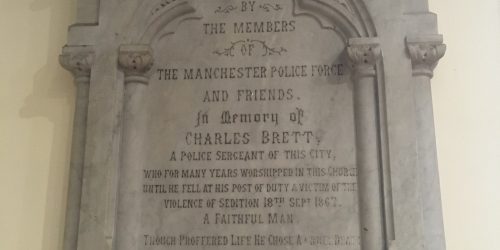 BY
THE MEMBERS
OF
THE MANCHESTER POLICE FORCE
AND FRIENDS.
In Memory of
CHARLES BRETT,
A POLICE SERGEANT OF THIS CITY,
WHO FOR MANY YEARS WORSHIPPED IN THIS CHURCH
UNTIL HE FELL AT HIS POST OF DUTY A VICTIM OF THE
VIOLENCE OF SEDITION 18TH SEPT 1867.
A FAITHFUL MAN.
THOUGH PROFFERED LIFE HE CHOSE A CRUEL DEATH